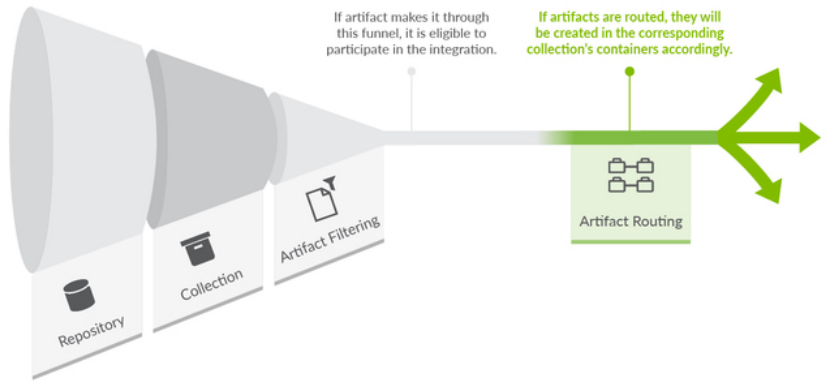 If artifact makes it through
this funnel, it is eligible to
participate in the integration.
If artifacts are routed, they will
be created in the corresponding
collection's containers accordingly.
Repository
Collection
Artifact Filtering
Artifact Routing